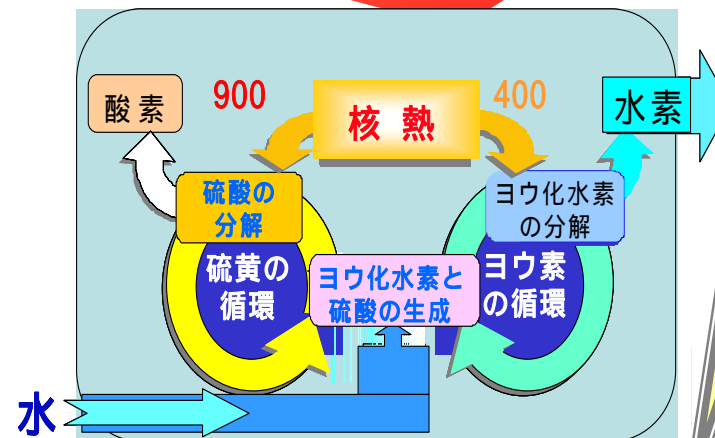 900
400
酸素
核熱
水素
硫酸の
分解
ヨウ化水素
の分解
硫黄の
循環
ヨウ化水素と
硫酸の生成
ヨウ素
の循環
水